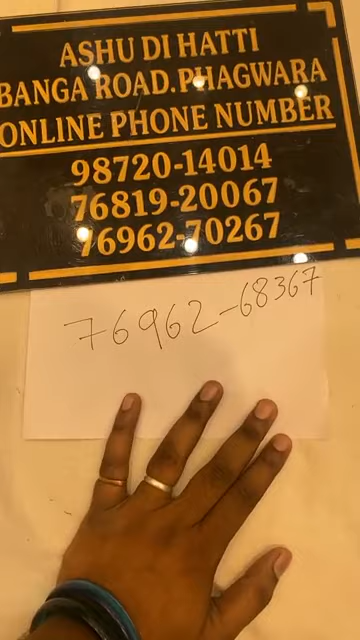 ASHU DI HATTI
BANGA ROAD.PHAGWARA
ONLINE PHONE NUMBER
98720-14014
76819-20067
76962-70267
76962-68367